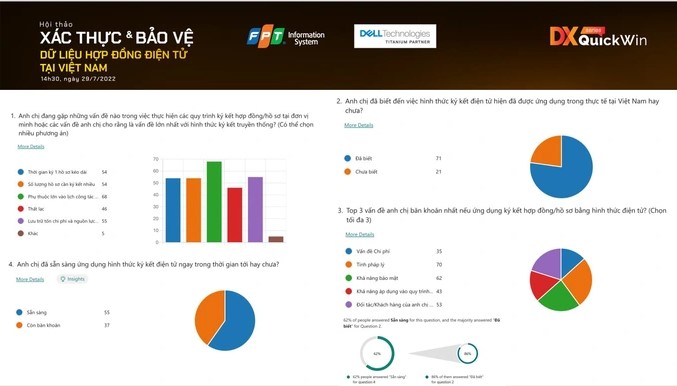 Hội thảo
XÁC THỰC & BẢO VỆ
DỮ LIỆU HỢP ĐỒNG ĐIỆN TỬ
TẠI VIỆT NAM
14h30, ngày 29/7/2022
FPT Information System
DELL Technologies
TITANIUM PARTNER
DX QuickWin
1. Anh chị đang gặp những vấn đề nào trong việc thực hiện các quy trình ký kết hợp đồng/hồ sơ tại đơn vị
mình hoặc các vấn đề anh chị cho rằng là vấn đề lớn nhất với hình thức ký kết truyền thống? (Có thể chọn
nhiều phương án)
More Details
Thời gian ký 1 hồ sơ kéo dài 54
Số lượng hồ sơ cần ký kết nhiều 54
Phụ thuộc lớn vào lịch công tác... 68
Thất lạc 46
Lưu trữ tốn chi phí và nguồn lực... 55
Khác 5
70
60
50
40
30
20
10
0
2. Anh chị đã biết đến việc hình thức ký kết điện tử hiện đã được ứng dụng trong thực tế tại Việt Nam hay
chưa?
More Details
Đã biết 71
Chưa biết 21
3. Top 3 vấn đề anh chị băn khoăn nhất nếu ứng dụng ký kết hợp đồng/hồ sơ bằng hình thức điện tử? (Chọn
tối đa 3)
More Details
Vấn đề Chi phí 35
Tính pháp lý 70
Khả năng bảo mật 62
Khả năng áp dụng vào quy trình... 43
Đối tác/Khách hàng của anh chị ... 53
4. Anh chị đã sẵn sàng ứng dụng hình thức ký kết điện tử ngay trong thời gian tới hay chưa?
More Details
Insights
Sẵn sàng 55
Còn băn khoăn 37
62% of people answered Sẵn sàng for this question, and the majority answered "Đã
biết" for Question 2.
62%
86%
62% people answered "Sẵn sàng"
for question 4
86% of them answered "Đã biết"
for question 2